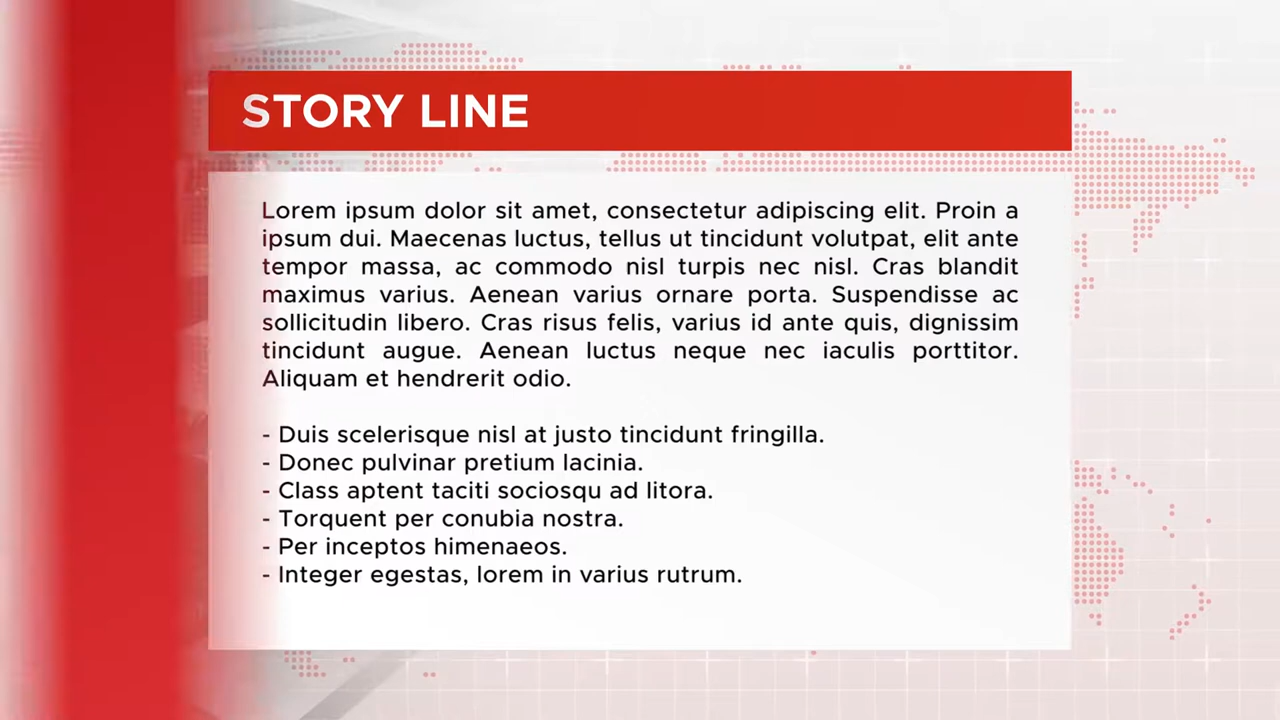 STORY LINE
Lorem ipsum dolor sit amet, consectetur adipiscing elit. Proin a
ipsum dui. Maecenas luctus, tellus ut tincidunt volutpat, elit ante
tempor massa, ac commodo nisl turpis nec nisl. Cras blandit
maximus varius. Aenean varius ornare porta. Suspendisse ac
sollicitudin libero. Cras risus felis, varius id ante quis, dignissim
tincidunt augue. Aenean luctus neque nec iaculis porttitor.
Aliquam et hendrerit odio.
- Duis scelerisque nisl at justo tincidunt fringilla.
- Donec pulvinar pretium lacinia.
- Class aptent taciti sociosqu ad litora.
- Torquent per conubia nostra.
- Per inceptos himenaeos.
- Integer egestas, lorem in varius rutrum.